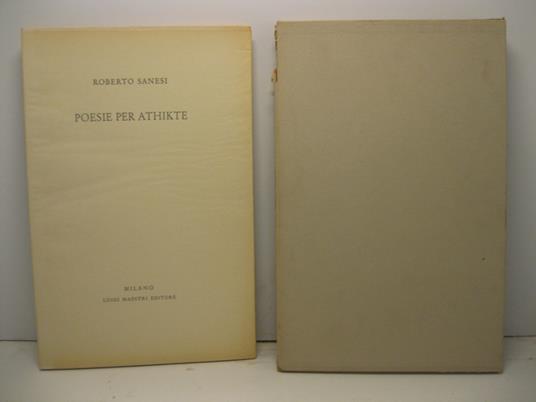 ROBERTO SANESI
POESIE PER ATHIKTE
MILANO
LUIGI MAESTRI EDITORE